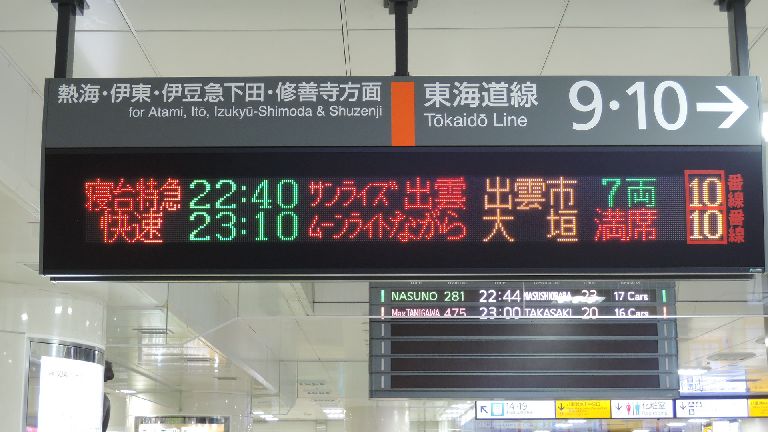 熱海・伊東・伊豆急下田・修善寺方面
for Atami, Itō, Izukyū-Shimoda & Shuzenji
東海道線
Tōkaidō Line
9・10→
寝台特急 22:40 サンライズ 出雲 出雲市 7両 10番線
快速 23:10 ムーンライトながら 大垣 満席 10番線
NASUNO 281 22:44 NASUSHIOBARA 23 17 Cars
Max TANIGAWA 475 23:00 TAKASAKI 20 16 Cars